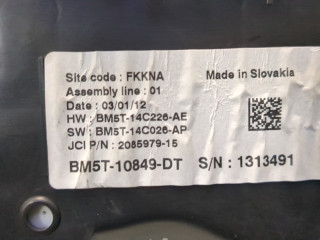 Site code : FKKNA
Made in Slovakia
Assembly line : 01
Date : 03/01/12
HW : BM5T-14C226-AE
SW : BM5T-14C026-AP
JCI P/N : 2085979-15
BM5T-10849-DT S/N : 1313491